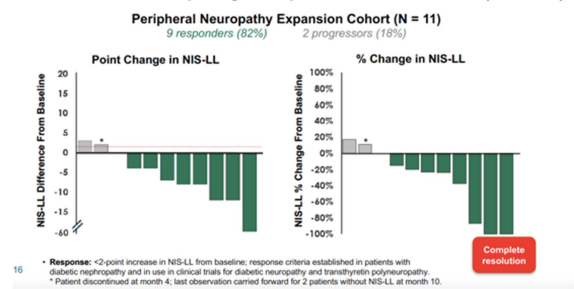 Peripheral Neuropathy Expansion Cohort (N = 11)
9 responders (82%) 2 progressors (18%)
Point Change in NIS-LL
NIS-LL Difference From Baseline
20
15
10
5
0
-5
-10
-15
-60
*
% Change in NIS-LL
NIS-LL % Change From Baseline
100%
80%
60%
40%
20%
0%
-20%
-40%
-60%
-80%
-100%
*
Complete
resolution
• Response: <2-point increase in NIS-LL from baseline; response criteria established in patients with
diabetic nephropathy and in use in clinical trials for diabetic neuropathy and transthyretin polyneuropathy.
* Patient discontinued at month 4; last observation carried forward for 2 patients without NIS-LL at month 10.
16